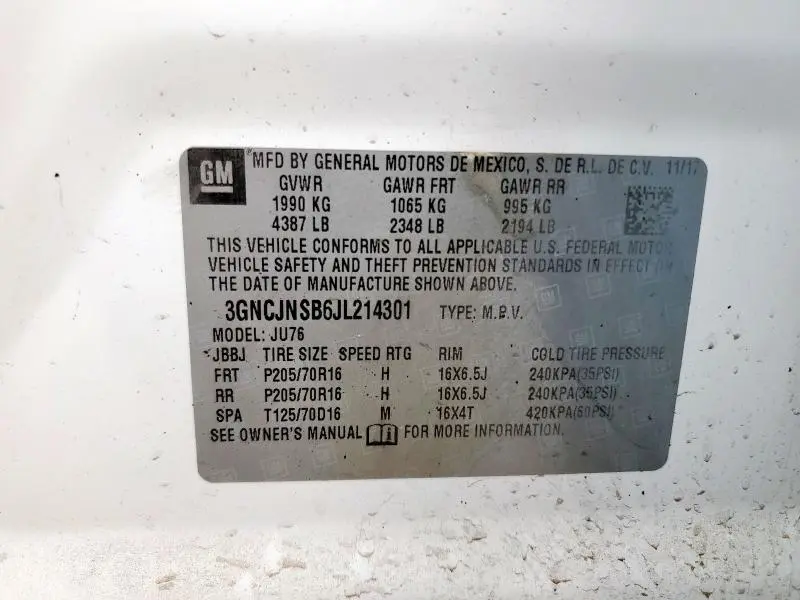 GM
MFD BY GENERAL MOTORS DE MEXICO, S. DE R.L. DE C.V. 11/17
GVWR GAWR FRT GAWR RR
1990 KG 1065 KG 995 KG
4387 LB 2348 LB 2194 LB
THIS VEHICLE CONFORMS TO ALL APPLICABLE U.S. FEDERAL MOTOR
VEHICLE SAFETY AND THEFT PREVENTION STANDARDS IN EFFECT ON
THE DATE OF MANUFACTURE SHOWN ABOVE.
3GNCJNSB6JL214301 TYPE: M.P.V.
MODEL: JU76
JBBJ TIRE SIZE SPEED RTG RIM COLD TIRE PRESSURE
FRT P205/70R16 H 16X6.5J 240KPA(35PSI)
RR P205/70R16 H 16X6.5J 240KPA(35PSI)
SPA T125/70D16 M 16X4T 420KPA(60PSI)
SEE OWNER'S MANUAL FOR MORE INFORMATION.